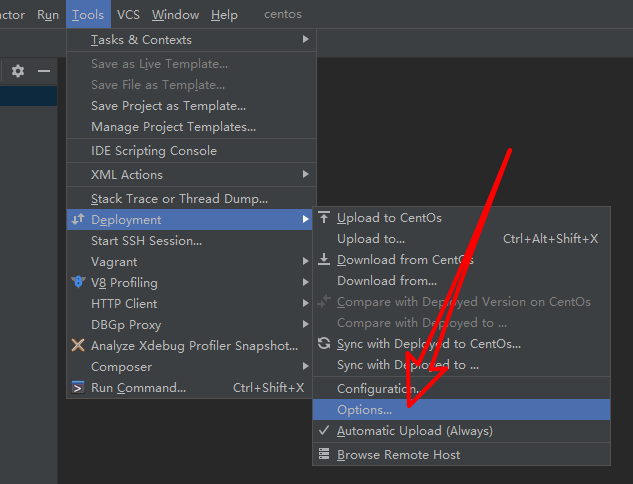 actor Run Tools VCS Window Help centos
Tasks & Contexts
Save as Live Template...
Save File as Template...
Save Project as Template...
Manage Project Templates...
IDE Scripting Console
XML Actions
Stack Trace or Thread Dump...
Deployment
Start SSH Session...
Vagrant
V8 Profiling
HTTP Client
DBGp Proxy
Analyze Xdebug Profiler Snapshot...
Composer
Run Command... Ctrl+Shift+X
Upload to CentOs
Upload to... Ctrl+Alt+Shift+X
Download from CentOs
Download from...
Compare with Deployed Version on CentOs
Compare with Deployed to ...
Sync with Deployed to CentOs...
Sync with Deployed to ...
Configuration...
Options...
Automatic Upload (Always)
Browse Remote Host